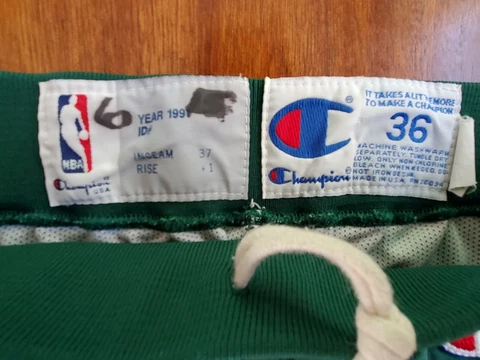 6
YEAR 199
ID#
INSEAM 37
RISE +1
NBA
Champion
USA
IT TAKES A LITTLE MORE
TO MAKE A CHAMPION
36
Champion
MACHINE WASH WARM
SEPARATELY. TUMBLE DRY
LOW. ONLY NON-CHLORINE
BLEACH WHEN NEEDED. DO
NOT IRON DESIGN
MADE IN U.S.A.